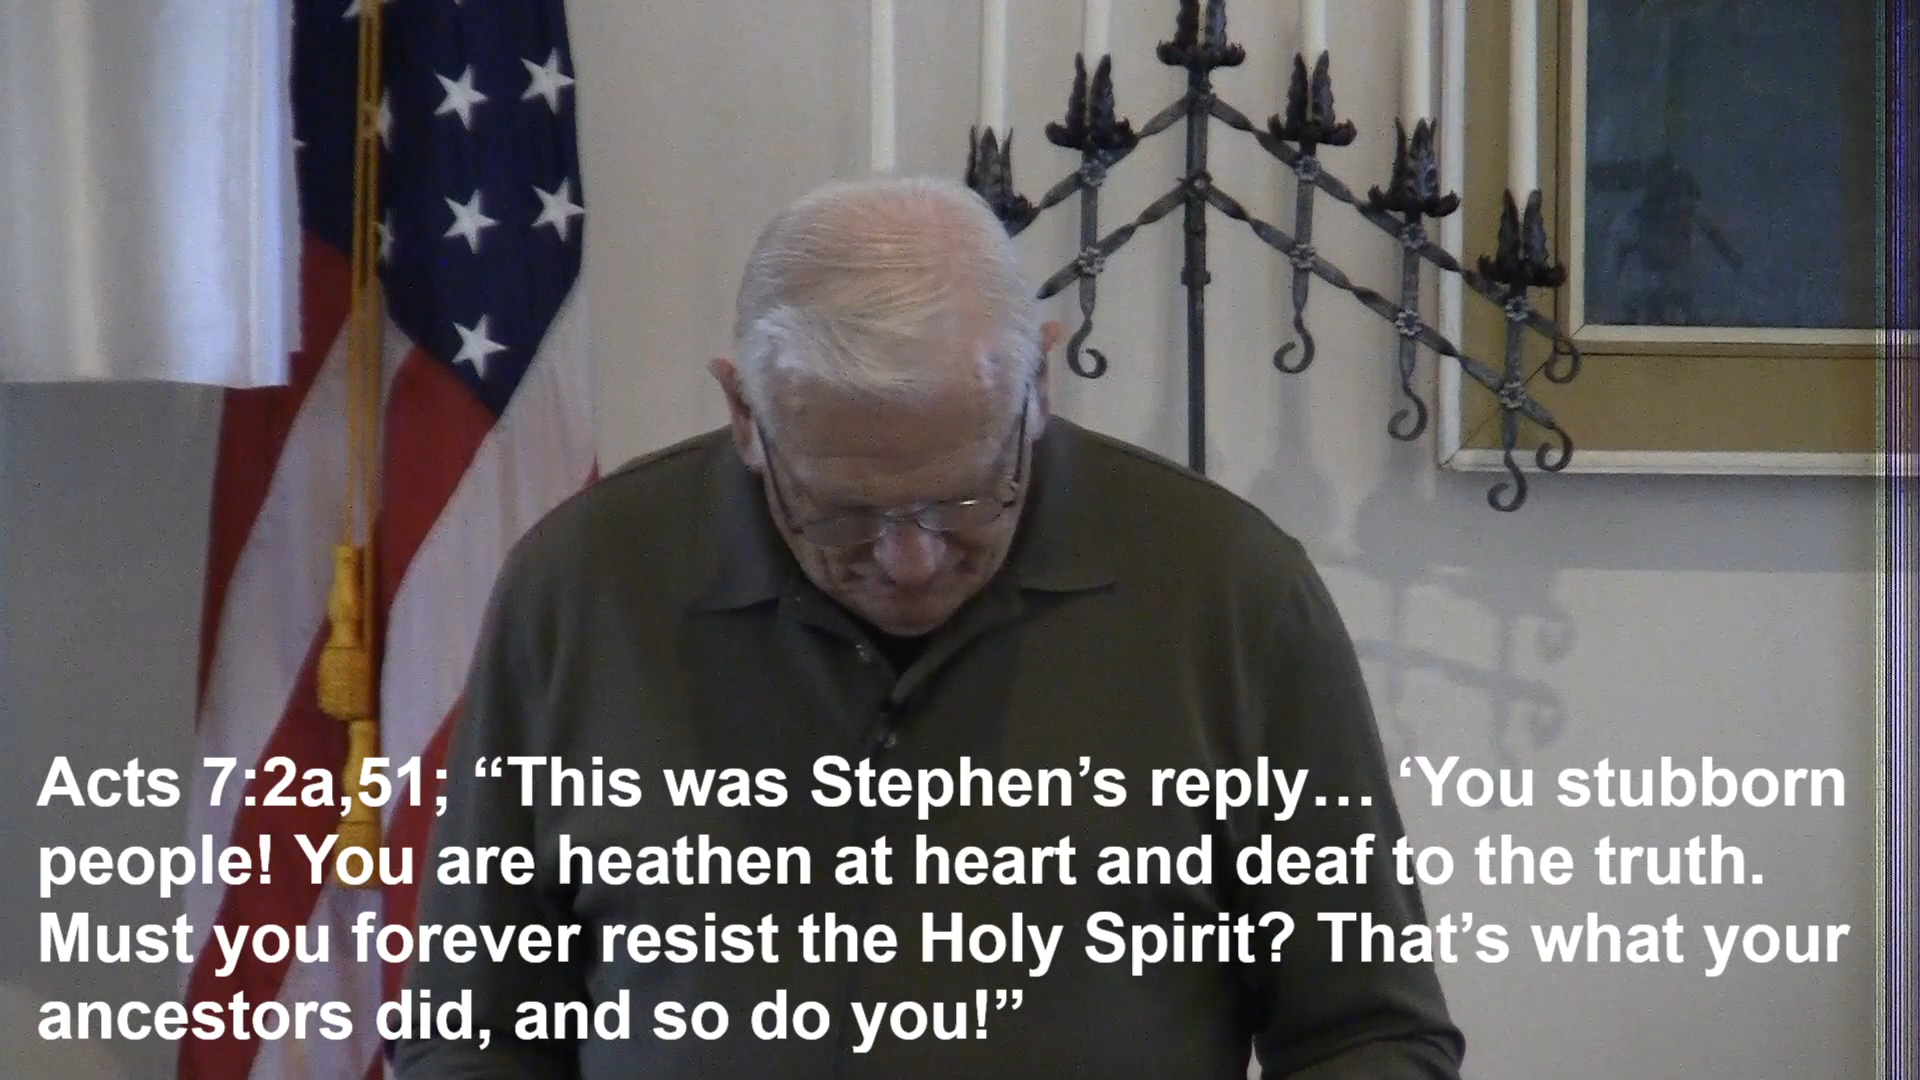 Acts 7:2a,51; “This was Stephen’s reply… ‘You stubborn
people! You are heathen at heart and deaf to the truth.
Must you forever resist the Holy Spirit? That’s what your
ancestors did, and so do you!”